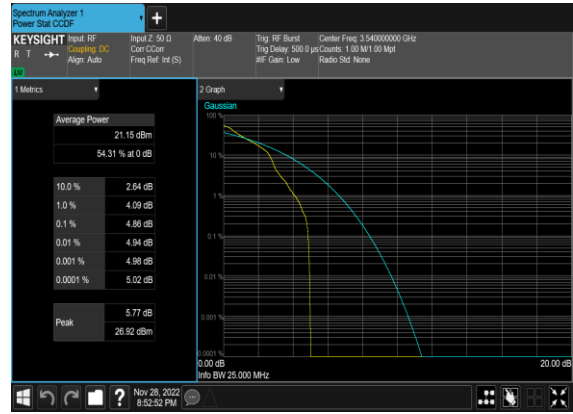 Spectrum Analyzer 1
Power Stat CCDF
+
KEYSIGHT
R T
LXI
Input: RF
Coupling: DC
Align: Auto
Input Z: 50 Ω
Corr CCorr
Freq Ref: Int (S)
Atten: 40 dB
Trig: RF Burst
Trig Delay: 500.0 µs
#IF Gain: Low
Center Freq: 3.540000000 GHz
Counts: 1.00 M/1.00 Mpt
Radio Std: None
1 Metrics
Average Power
21.15 dBm
54.31 % at 0 dB
10.0 % 2.64 dB
1.0 % 4.09 dB
0.1 % 4.86 dB
0.01 % 4.94 dB
0.001 % 4.98 dB
0.0001 % 5.02 dB
Peak
5.77 dB
26.92 dBm
2 Graph
Gaussian
100 %
10 %
1 %
0.1 %
0.01 %
0.001 %
0.0001 %
0.00 dB 20.00 dB
Info BW 25.000 MHz
?
Nov 28, 2022
8:52:52 PM